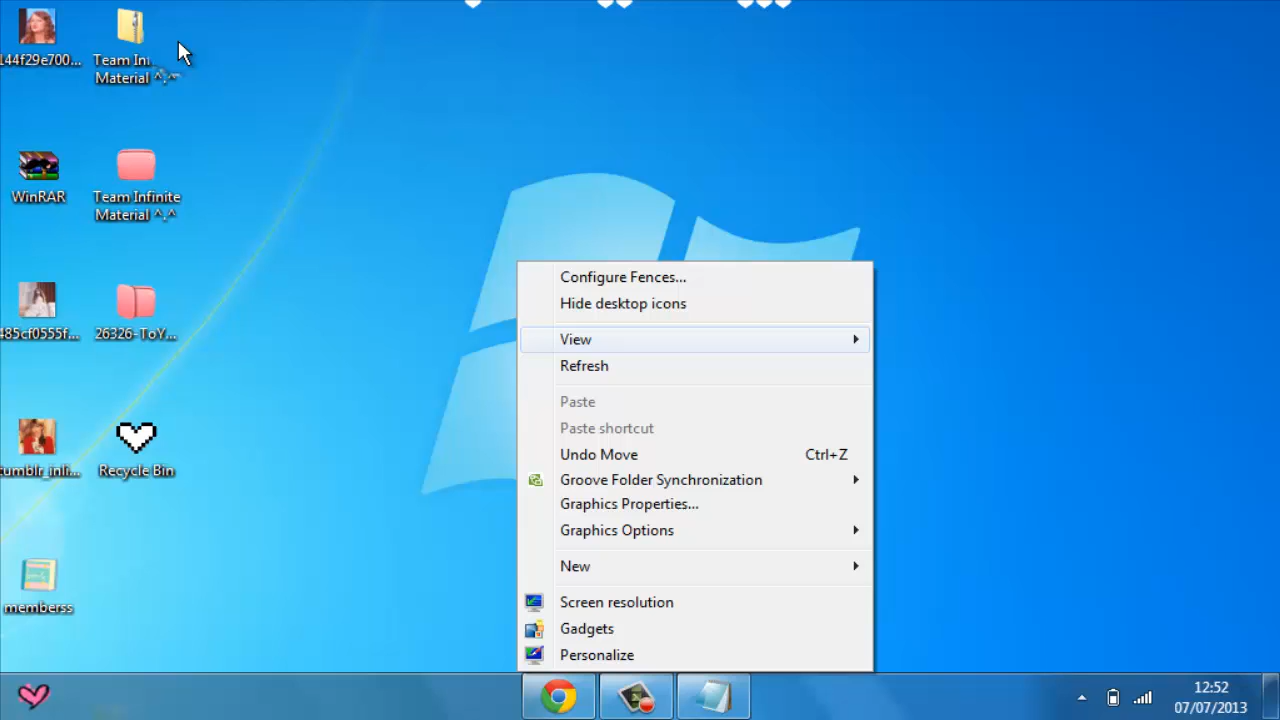 144f29e700...
Team Ini...
Material ^.^
WinRAR
Team Infinite
Material ^.^
485cf0555f...
26326-ToY...
tumblr_inli...
Recycle Bin
memberss
Configure Fences...
Hide desktop icons
View
Refresh
Paste
Paste shortcut
Undo Move Ctrl+Z
Groove Folder Synchronization
Graphics Properties...
Graphics Options
New
Screen resolution
Gadgets
Personalize
12:52
07/07/2013